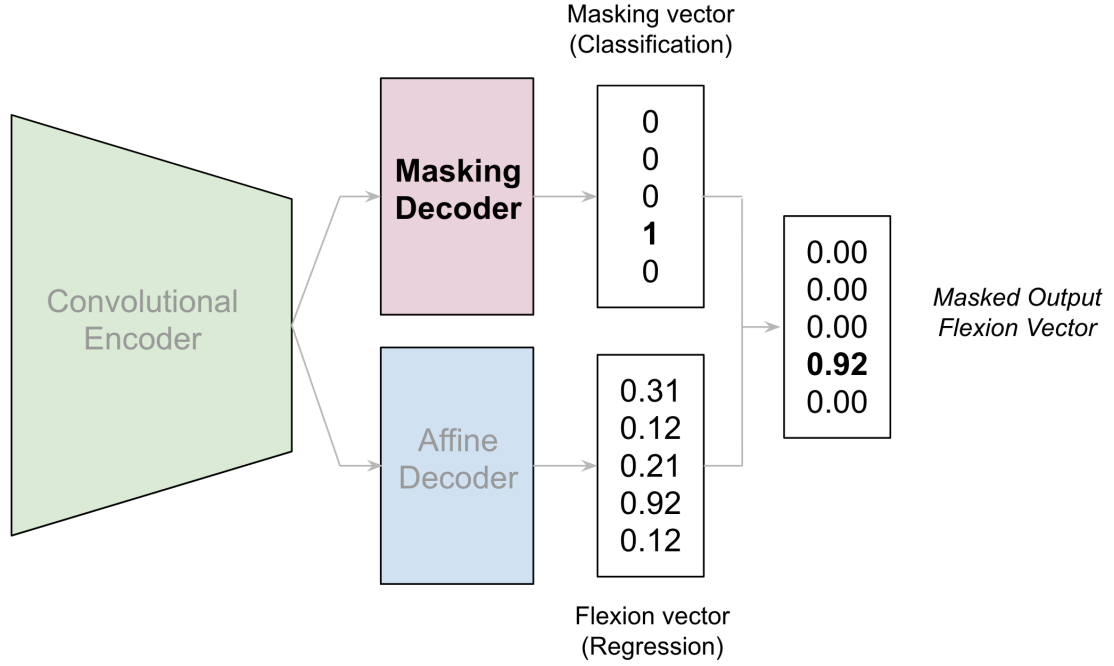 Masking vector
(Classification)
Convolutional
Encoder
Masking
Decoder
0
0
0
1
0
Affine
Decoder
0.31
0.12
0.21
0.92
0.12
Flexion vector
(Regression)
0.00
0.00
0.00
0.92
0.00
Masked Output
Flexion Vector